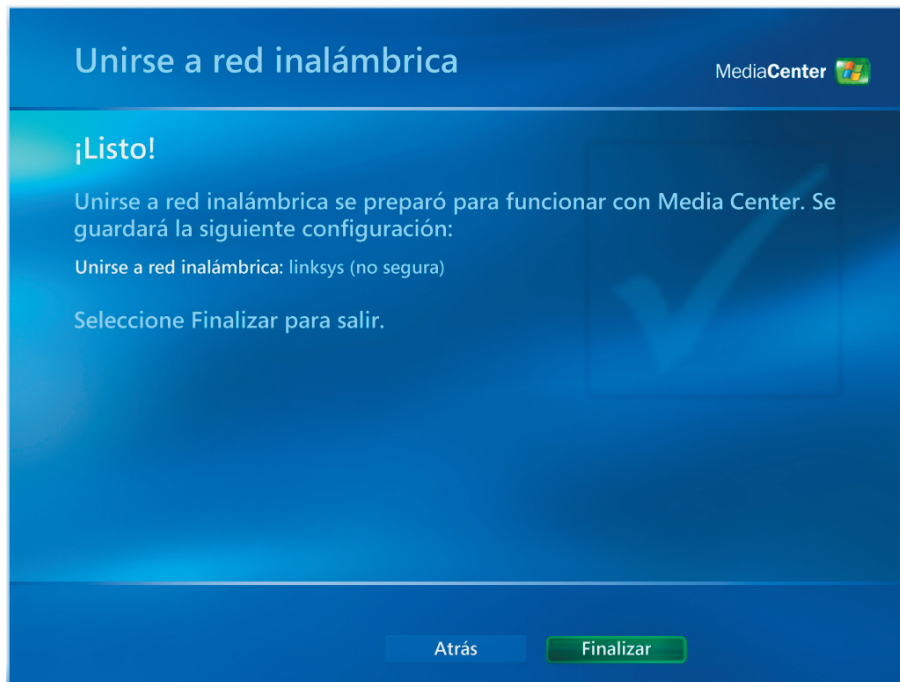 Unirse a red inalámbrica
MediaCenter
¡Listo!
Unirse a red inalámbrica se preparó para funcionar con Media Center. Se
guardará la siguiente configuración:
Unirse a red inalámbrica: linksys (no segura)
Seleccione Finalizar para salir.
Atrás
Finalizar